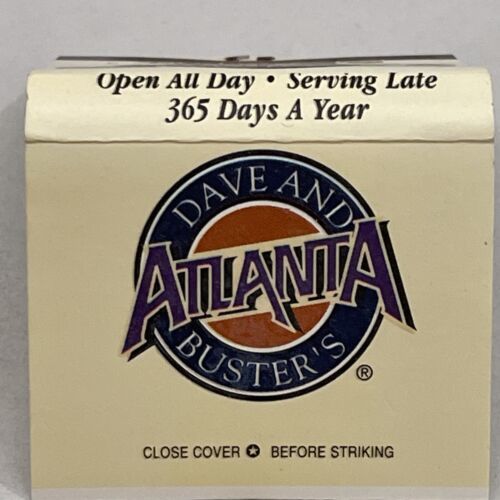 Open All Day • Serving Late
365 Days A Year
DAVE AND
ATLANTA
BUSTER'S
®
CLOSE COVER ✪ BEFORE STRIKING